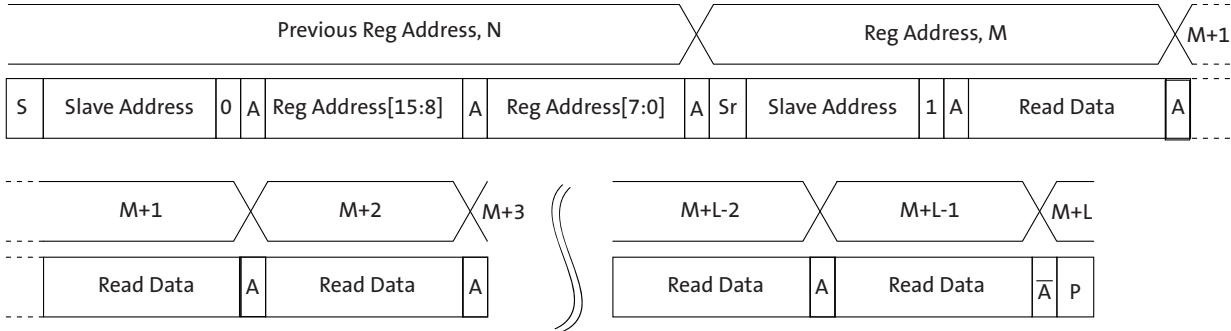 Previous Reg Address, N Reg Address, M M+1
S Slave Address 0 A Reg Address[15:8] A Reg Address[7:0] A Sr Slave Address 1 A Read Data A
M+1 M+2 M+3 M+L-2 M+L-1 M+L
Read Data A Read Data A Read Data A Read Data A̅ P